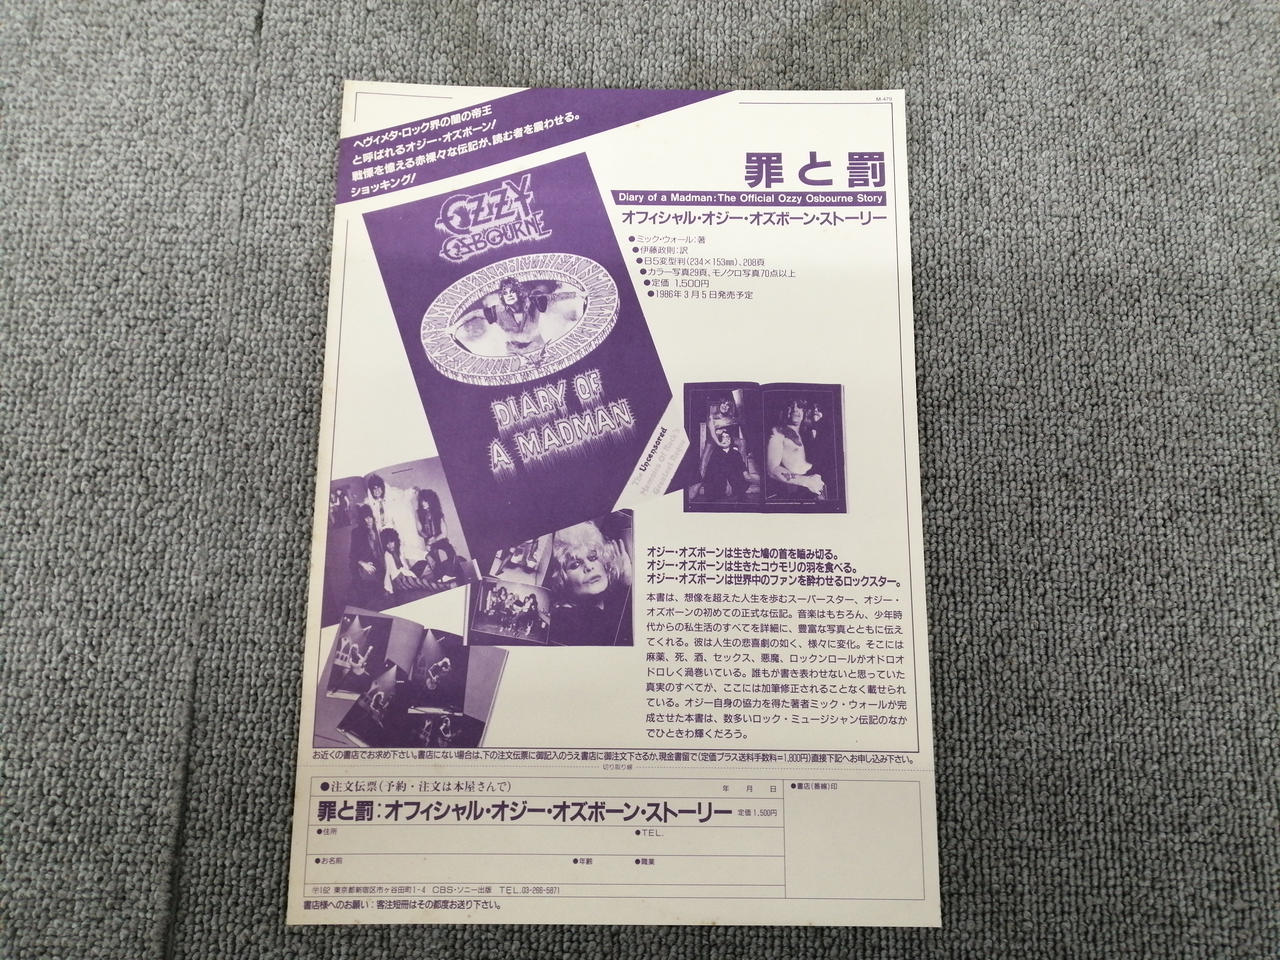 M-479
ヘヴィメタ・ロック界の闇の帝王
と呼ばれるオジー・オズボーン!
戦慄を憶える赤裸々な伝記が、読む者を震わせる。
ショッキング!
罪と罰
Diary of a Madman: The Official Ozzy Osbourne Story
オフィシャル・オジー・オズボーン・ストーリー
●ミック・ウォール:著
●伊藤政則:訳
●B5変型判(234×153㎜)、208頁
●カラー写真29頁、モノクロ写真70点以上
●定価 1,500円
●1986年3月5日発売予定
OZZY
OSBOURNE
DIARY OF
A MADMAN
The Uncensored
Memoirs Of Rock's
Greatest Rogue
オジー・オズボーンは生きた鳩の首を噛み切る。
オジー・オズボーンは生きたコウモリの羽を食べる。
オジー・オズボーンは世界中のファンを酔わせるロックスター。
本書は、想像を超えた人生を歩むスーパースター、オジー・
オズボーンの初めての正式な伝記。音楽はもちろん、少年時
代からの私生活のすべてを詳細に、豊富な写真とともに伝え
てくれる。彼は人生の悲喜劇の如く、様々に変化。そこには
麻薬、死、酒、セックス、悪魔、ロックンロールがオドロオ
ドロしく渦巻いている。誰もが書き表わせないと思っていた
真実のすべてが、ここには加筆修正されることなく載せられ
ている。オジー自身の協力を得た著者ミック・ウォールが完
成させた本書は、数多いロック・ミュージシャン伝記のなか
でひときわ輝くだろう。
お近くの書店でお求め下さい。書店にない場合は、下の注文伝票に御記入のうえ書店に御注文下さるか、現金書留で(定価プラス送料手数料=1,800円)直接下記へお申し込み下さい。
切り取り線
●注文伝票(予約・注文は本屋さんで)
年 月 日
●書店(番線)印
罪と罰:オフィシャル・オジー・オズボーン・ストーリー 定価1,500円
●住所
●TEL.
●お名前
●年齢
●職業
〒162 東京都新宿区市ヶ谷田町1-4 CBS・ソニー出版 TEL.03-266-5871
書店様へのお願い:客注短冊はその都度お送り下さい。